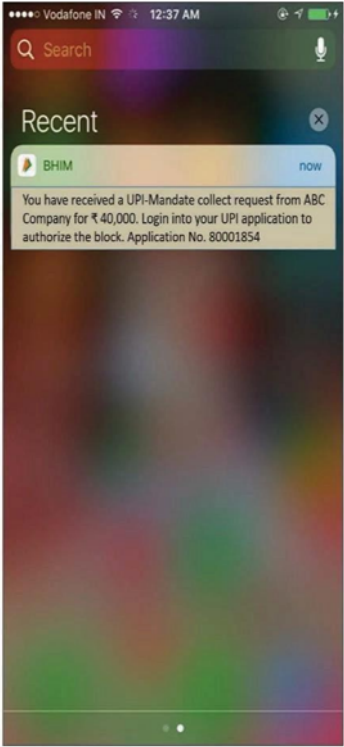 Vodafone IN 12:37 AM
Search
Recent
BHIM now
You have received a UPI-Mandate collect request from ABC
Company for ₹ 40,000. Login into your UPI application to
authorize the block. Application No. 80001854